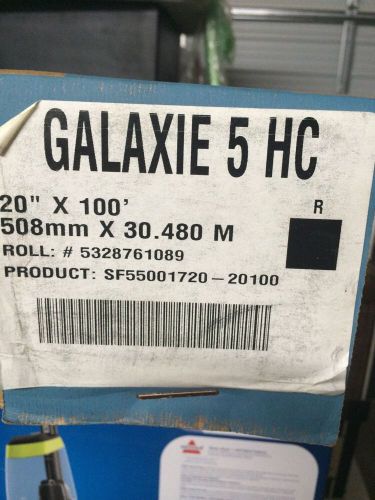 GALAXIE 5 HC
20" X 100'
R
508mm X 30.480 M
ROLL: # 5328761089
PRODUCT: SF55001720-20100